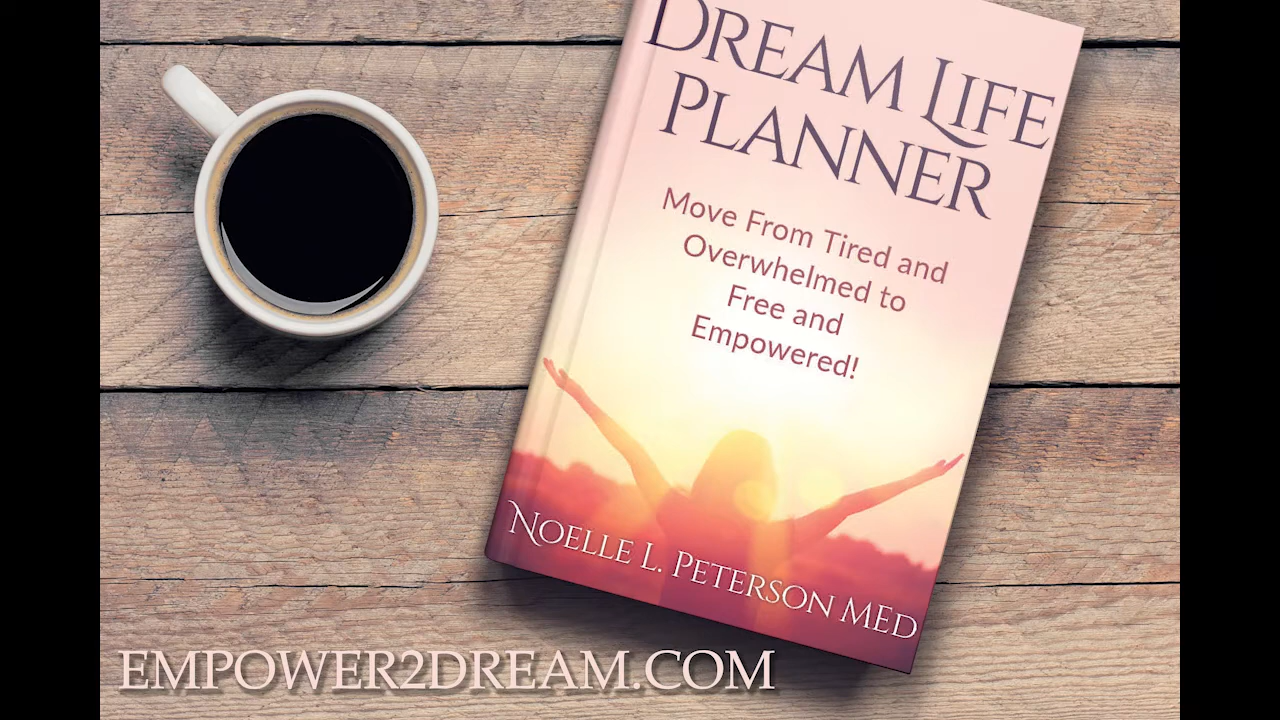 DREAM LIFE
PLANNER
Move From Tired and
Overwhelmed to
Free and
Empowered!
NOELLE L. PETERSON MED
EMPOWER2DREAM.COM